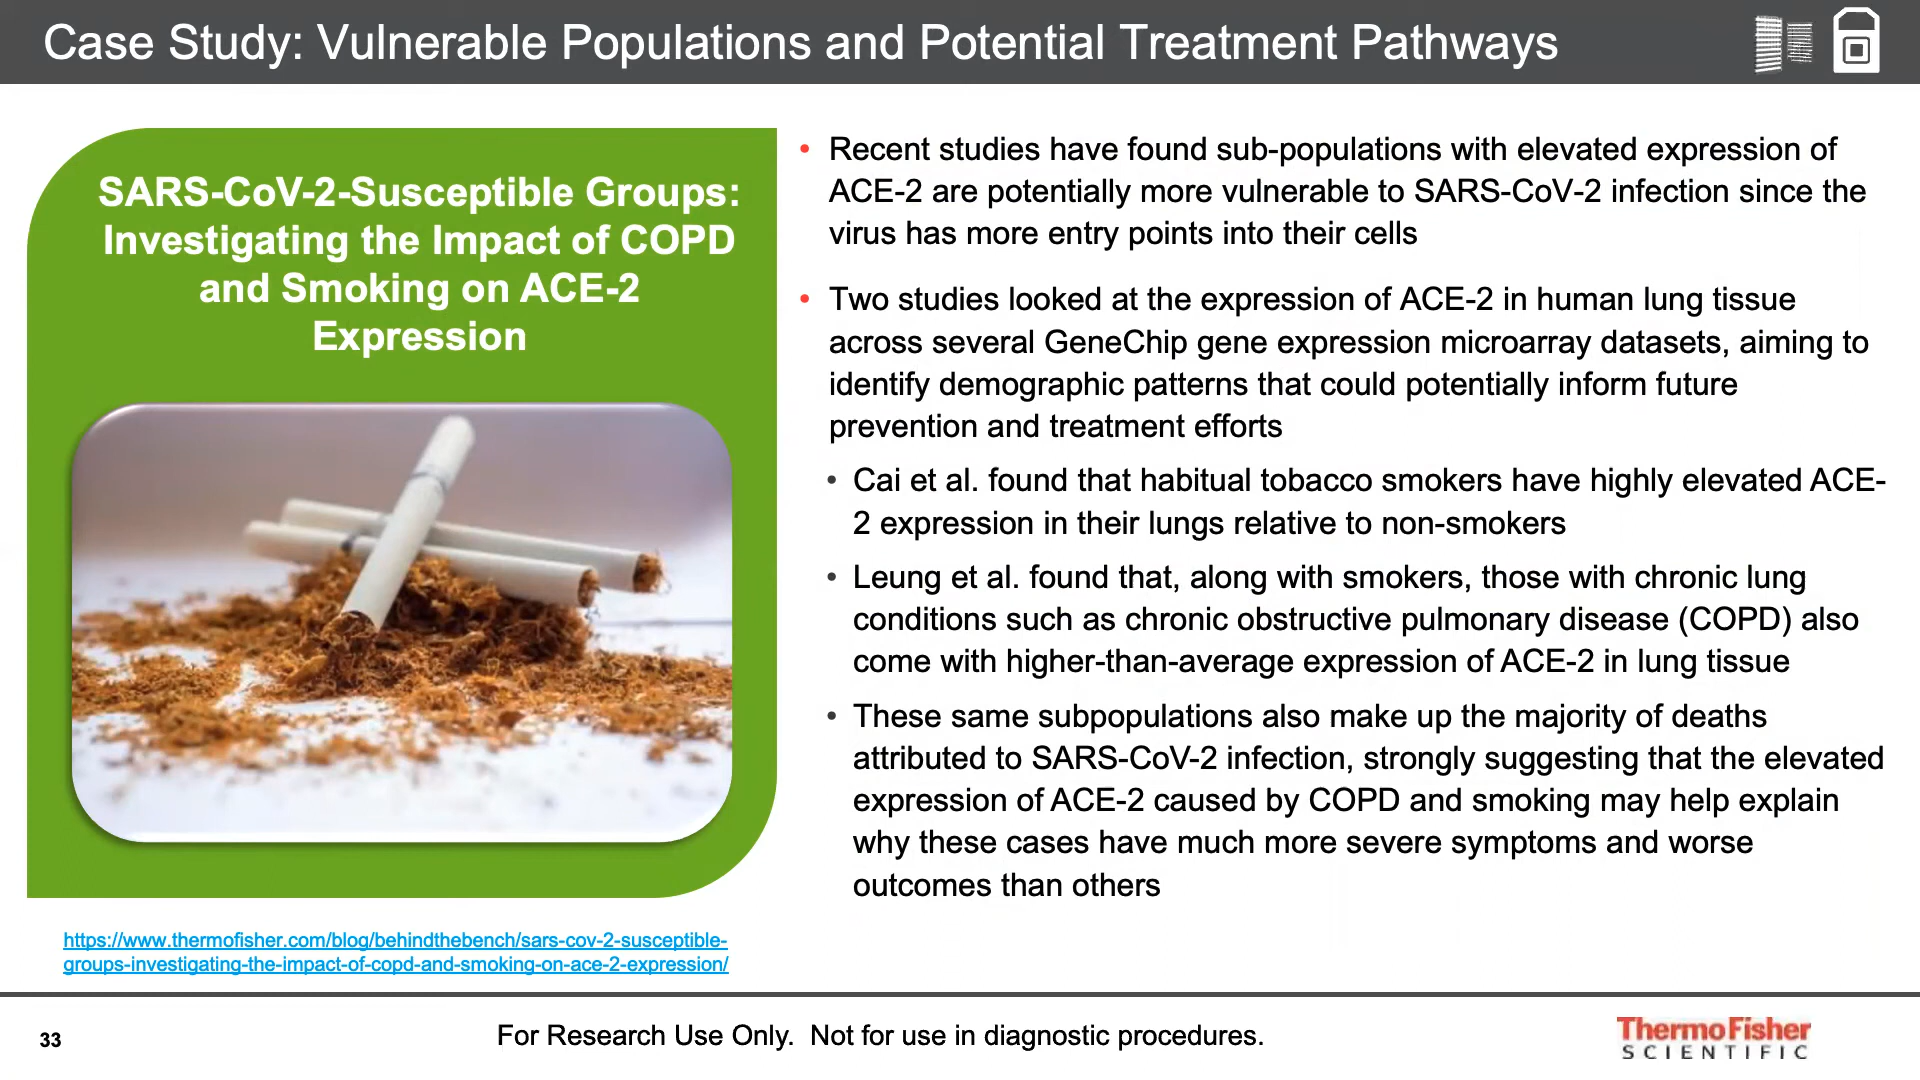 Case Study: Vulnerable Populations and Potential Treatment Pathways
SARS-CoV-2-Susceptible Groups:
Investigating the Impact of COPD
and Smoking on ACE-2
Expression
https://www.thermofisher.com/blog/behindthebench/sars-cov-2-susceptible-
groups-investigating-the-impact-of-copd-and-smoking-on-ace-2-expression/
• Recent studies have found sub-populations with elevated expression of
ACE-2 are potentially more vulnerable to SARS-CoV-2 infection since the
virus has more entry points into their cells
• Two studies looked at the expression of ACE-2 in human lung tissue
across several GeneChip gene expression microarray datasets, aiming to
identify demographic patterns that could potentially inform future
prevention and treatment efforts
• Cai et al. found that habitual tobacco smokers have highly elevated ACE-
2 expression in their lungs relative to non-smokers
• Leung et al. found that, along with smokers, those with chronic lung
conditions such as chronic obstructive pulmonary disease (COPD) also
come with higher-than-average expression of ACE-2 in lung tissue
• These same subpopulations also make up the majority of deaths
attributed to SARS-CoV-2 infection, strongly suggesting that the elevated
expression of ACE-2 caused by COPD and smoking may help explain
why these cases have much more severe symptoms and worse
outcomes than others
33
For Research Use Only.  Not for use in diagnostic procedures.
ThermoFisher
SCIENTIFIC